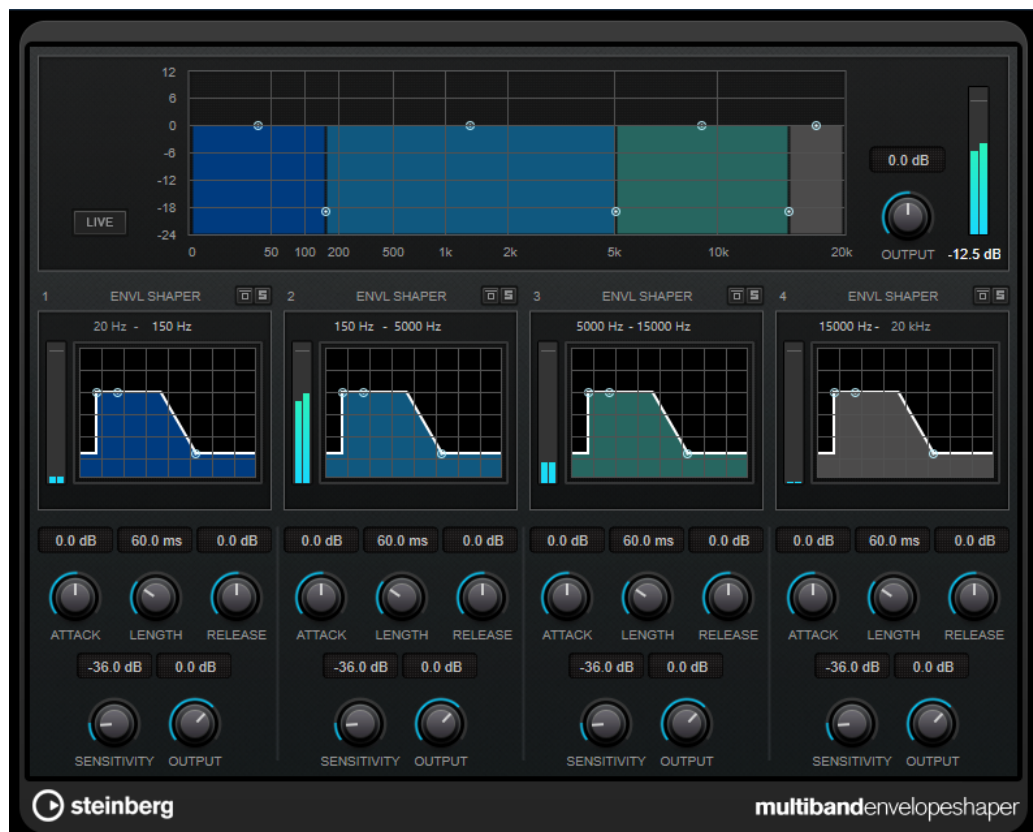 12
6
0
-6
-12
-18
-24
0 50 100 200 500 1k 2k 5k 10k 20k
LIVE
0.0 dB
OUTPUT -12.5 dB
1 ENVL SHAPER S 2 ENVL SHAPER S 3 ENVL SHAPER S 4 ENVL SHAPER S
20 Hz - 150 Hz 150 Hz - 5000 Hz 5000 Hz - 15000 Hz 15000 Hz - 20 kHz
0.0 dB 60.0 ms 0.0 dB 0.0 dB 60.0 ms 0.0 dB 0.0 dB 60.0 ms 0.0 dB 0.0 dB 60.0 ms 0.0 dB
ATTACK LENGTH RELEASE ATTACK LENGTH RELEASE ATTACK LENGTH RELEASE ATTACK LENGTH RELEASE
-36.0 dB 0.0 dB -36.0 dB 0.0 dB -36.0 dB 0.0 dB -36.0 dB 0.0 dB
SENSITIVITY OUTPUT SENSITIVITY OUTPUT SENSITIVITY OUTPUT SENSITIVITY OUTPUT
steinberg multibandenvelopeshaper